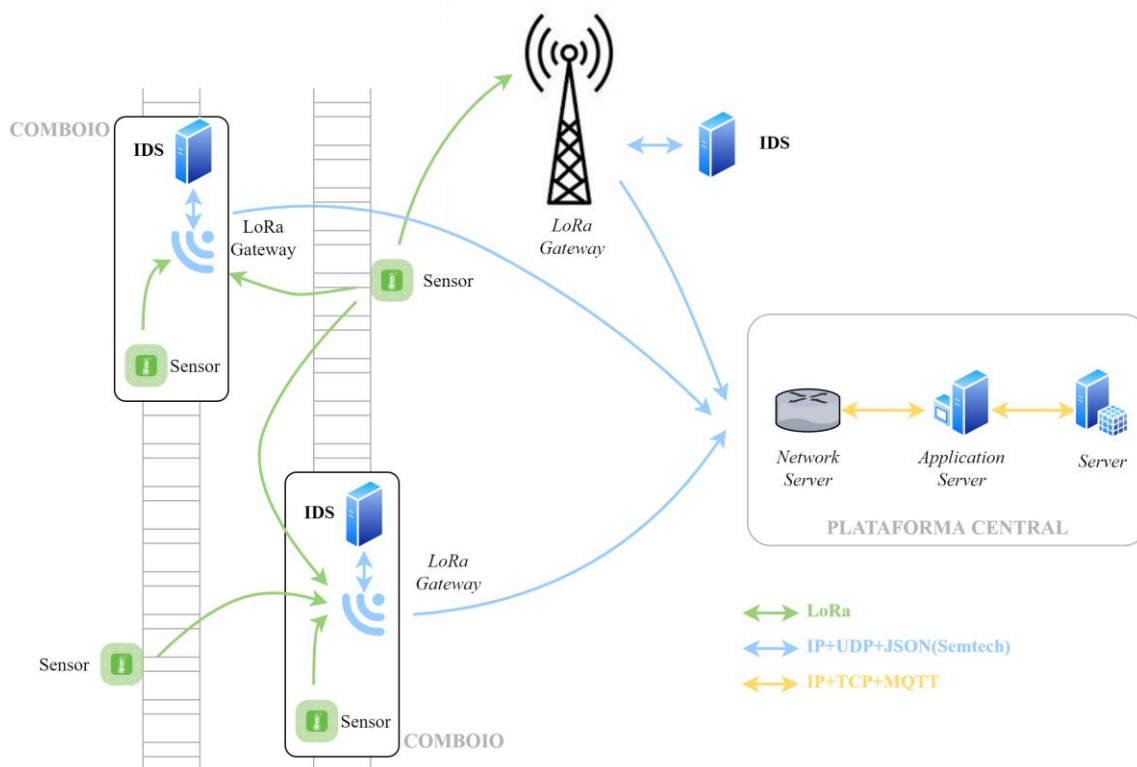 COMBOIO
IDS
LoRa
Gateway
Sensor
LoRa
Gateway
IDS
Sensor
IDS
LoRa
Gateway
Sensor
Sensor
COMBOIO
Network
Server
Application
Server
Server
PLATAFORMA CENTRAL
LoRa
IP+UDP+JSON(Semtech)
IP+TCP+MQTT